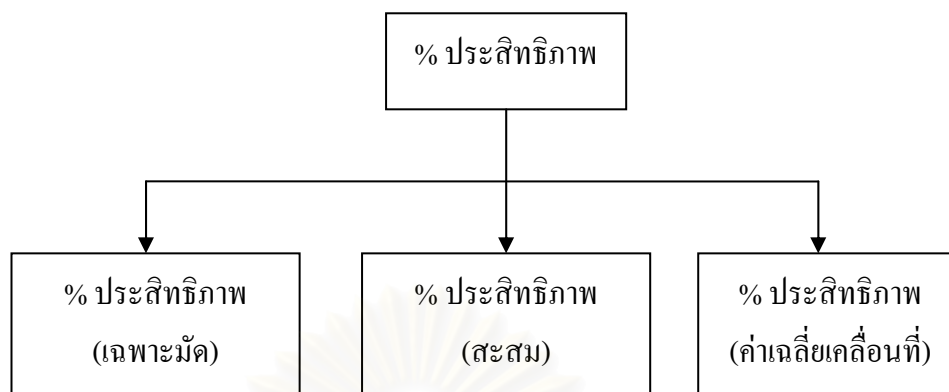 % ประสิทธิภาพ
% ประสิทธิภาพ
(เฉพาะมัด)
% ประสิทธิภาพ
(สะสม)
% ประสิทธิภาพ
(ค่าเฉลี่ยเคลื่อนที่)